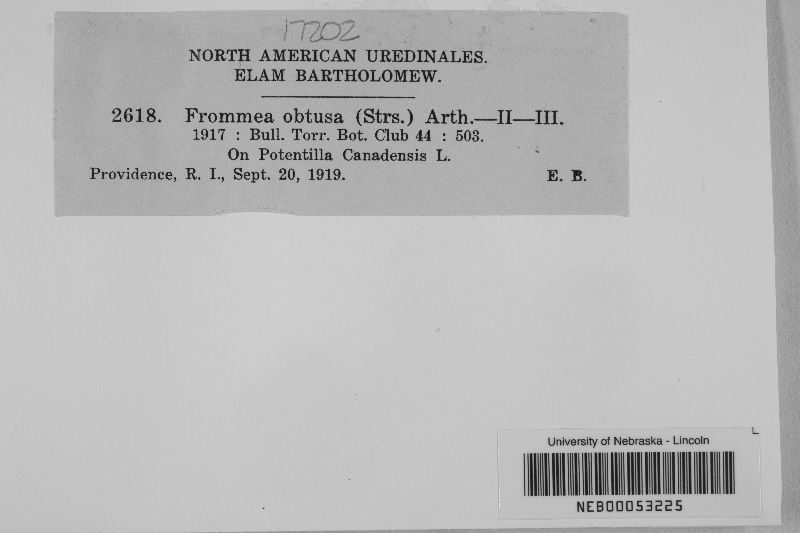 17202
NORTH AMERICAN UREDINALES.
ELAM BARTHOLOMEW.
2618. Frommea obtusa (Strs.) Arth.—II—III.
1917 : Bull. Torr. Bot. Club 44 : 503.
On Potentilla Canadensis L.
Providence, R. I., Sept. 20, 1919. E. B.
University of Nebraska - Lincoln
NEB00053225